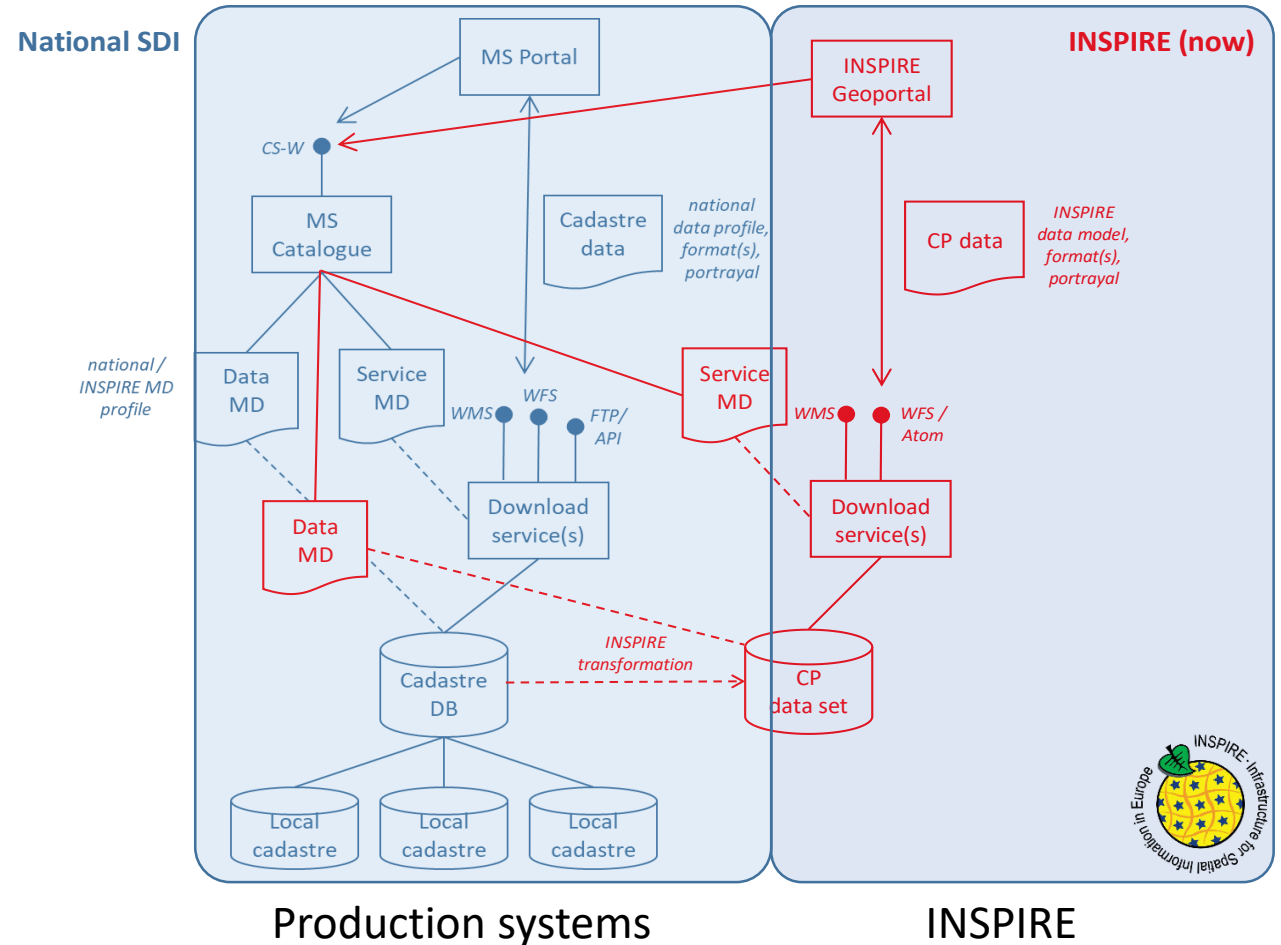 National SDI
INSPIRE (now)
MS Portal
INSPIRE
Geoportal
CS-W
MS
Catalogue
Cadastre
data
national
data profile,
format(s),
portrayal
CP data
INSPIRE
data model,
format(s),
portrayal
national /
INSPIRE MD
profile
Data
MD
Service
MD
WMS
WFS
FTP/
API
Service
MD
WMS
WFS /
Atom
Data
MD
Download
service(s)
Download
service(s)
INSPIRE
transformation
Cadastre
DB
CP
data set
Local
cadastre
Local
cadastre
Local
cadastre
INSPIRE · Infrastructure for Spatial Information in Europe
Production systems
INSPIRE